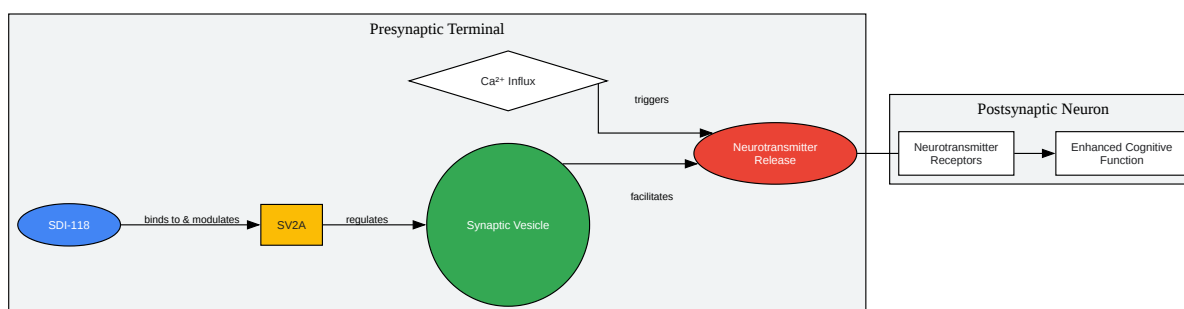 Presynaptic Terminal
Ca²⁺ Influx
triggers
Neurotransmitter
Release
facilitates
SDI-118
binds to & modulates
SV2A
regulates
Synaptic Vesicle
Postsynaptic Neuron
Neurotransmitter
Receptors
Enhanced Cognitive
Function